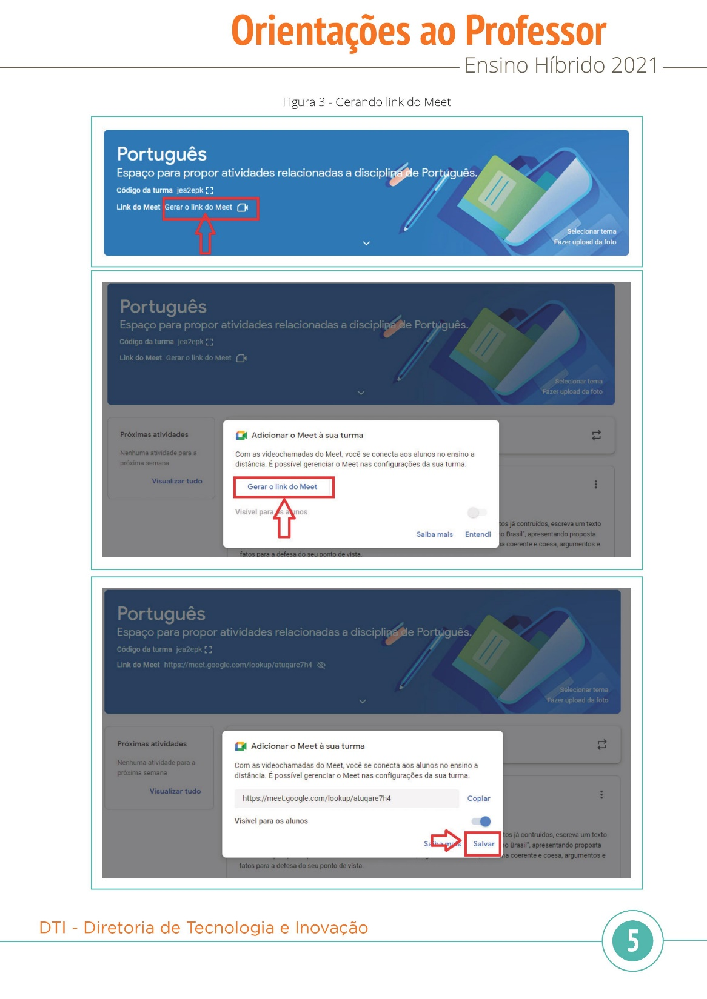 Orientações ao Professor
Ensino Híbrido 2021
Figura 3 - Gerando link do Meet
Português
Espaço para propor atividades relacionadas a disciplina de Português.
Código da turma jea2epk
Link do Meet Gerar o link do Meet
Selecionar tema
Fazer upload da foto
Português
Espaço para propor atividades relacionadas a disciplina de Português.
Código da turma jea2epk
Link do Meet Gerar o link do Meet
Selecionar tema
Fazer upload da foto
Próximas atividades
Nenhuma atividade para a
próxima semana
Visualizar tudo
Adicionar o Meet à sua turma
Com as videochamadas do Meet, você se conecta aos alunos no ensino a
distância. É possível gerenciar o Meet nas configurações da sua turma.
Gerar o link do Meet
Visível para os alunos
Saiba mais Entendi
tos já contruídos, escreva um texto
o Brasil", apresentando proposta
na coerente e coesa, argumentos e
fatos para a defesa do seu ponto de vista.
Português
Espaço para propor atividades relacionadas a disciplina de Português.
Código da turma jea2epk
Link do Meet https://meet.google.com/lookup/atuqare7h4
Selecionar tema
Fazer upload da foto
Próximas atividades
Nenhuma atividade para a
próxima semana
Visualizar tudo
Adicionar o Meet à sua turma
Com as videochamadas do Meet, você se conecta aos alunos no ensino a
distância. É possível gerenciar o Meet nas configurações da sua turma.
https://meet.google.com/lookup/atuqare7h4 Copiar
Visível para os alunos
Saiba mais Salvar
tos já contruídos, escreva um texto
o Brasil", apresentando proposta
na coerente e coesa, argumentos e
fatos para a defesa do seu ponto de vista.
DTI - Diretoria de Tecnologia e Inovação
5